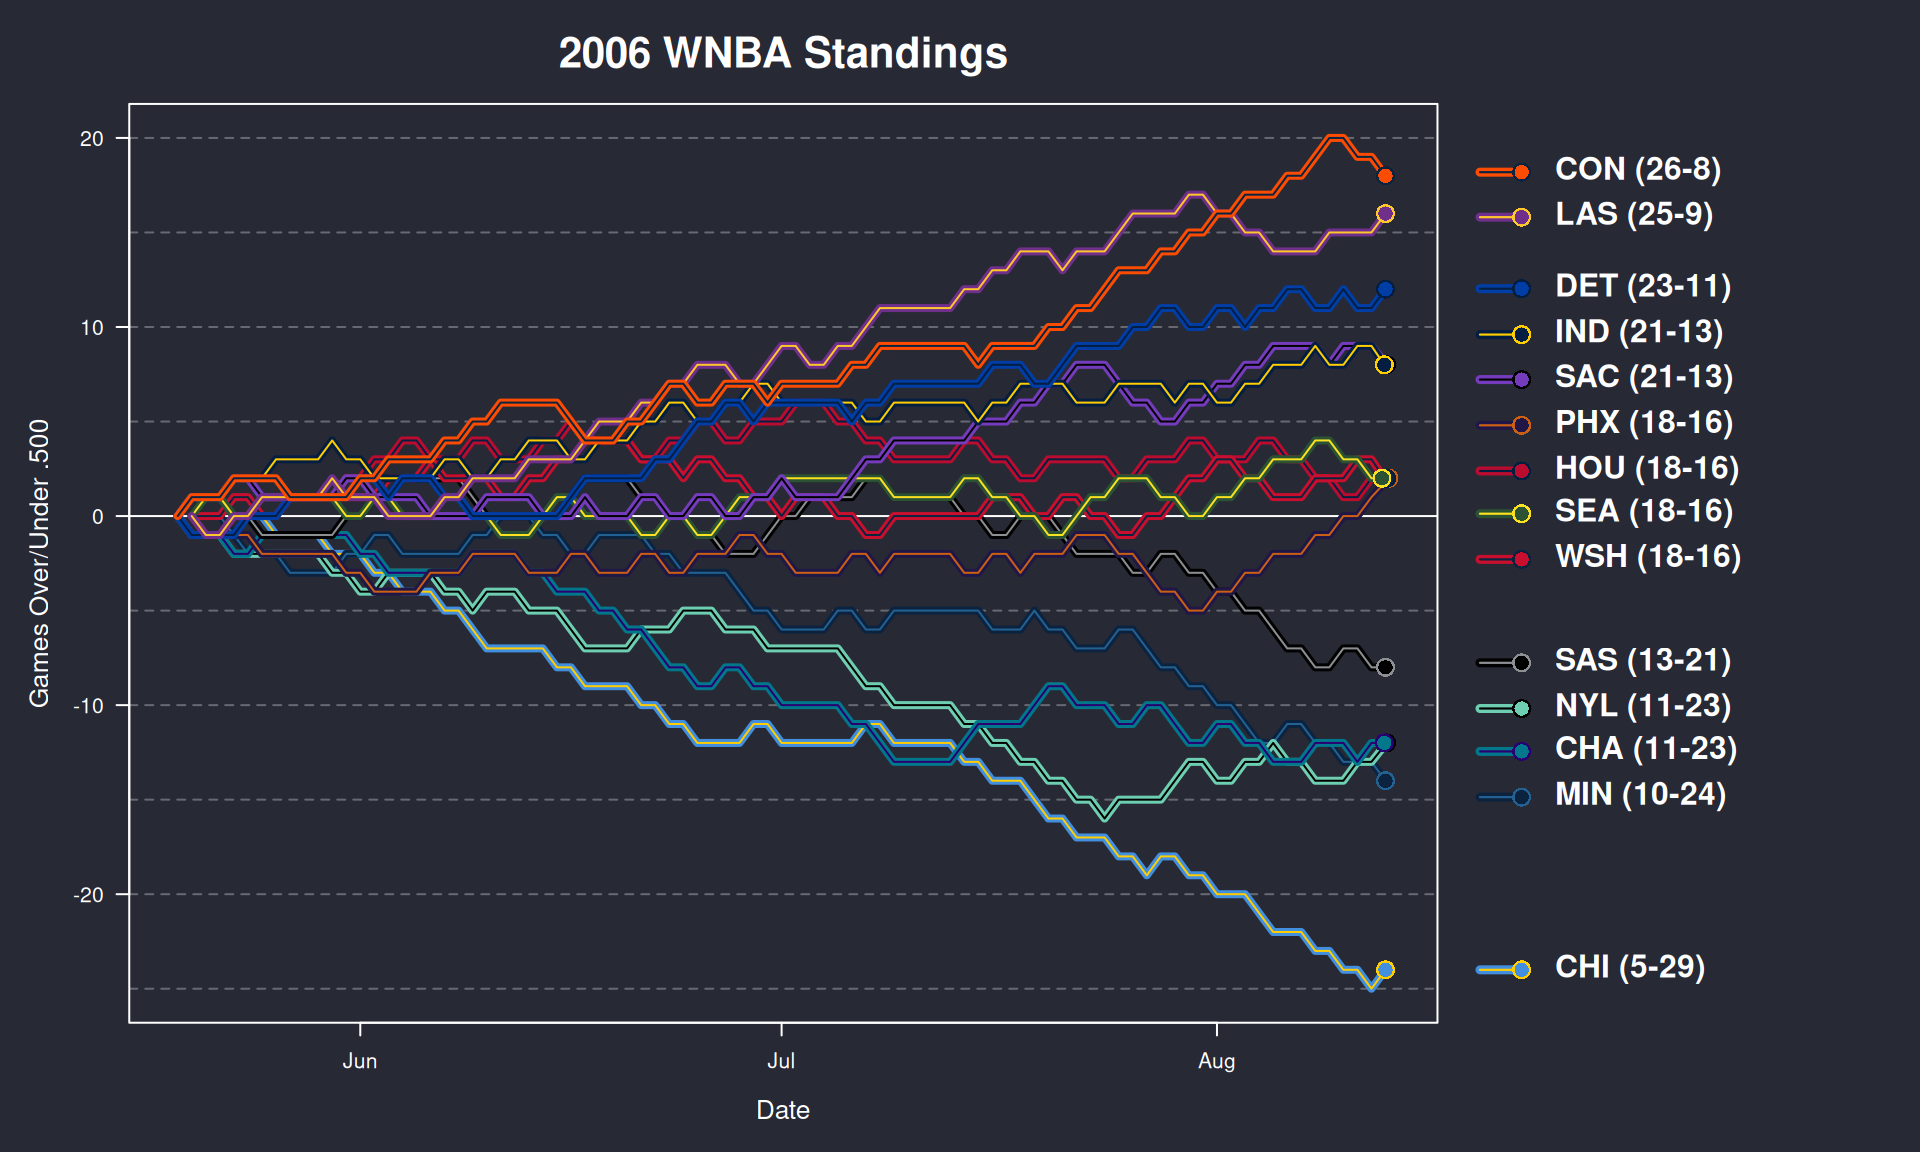 2006 WNBA Standings
20
10
0
-10
-20
Games Over/Under .500
Jun
Jul
Aug
Date
CON (26-8)
LAS (25-9)
DET (23-11)
IND (21-13)
SAC (21-13)
PHX (18-16)
HOU (18-16)
SEA (18-16)
WSH (18-16)
SAS (13-21)
NYL (11-23)
CHA (11-23)
MIN (10-24)
CHI (5-29)